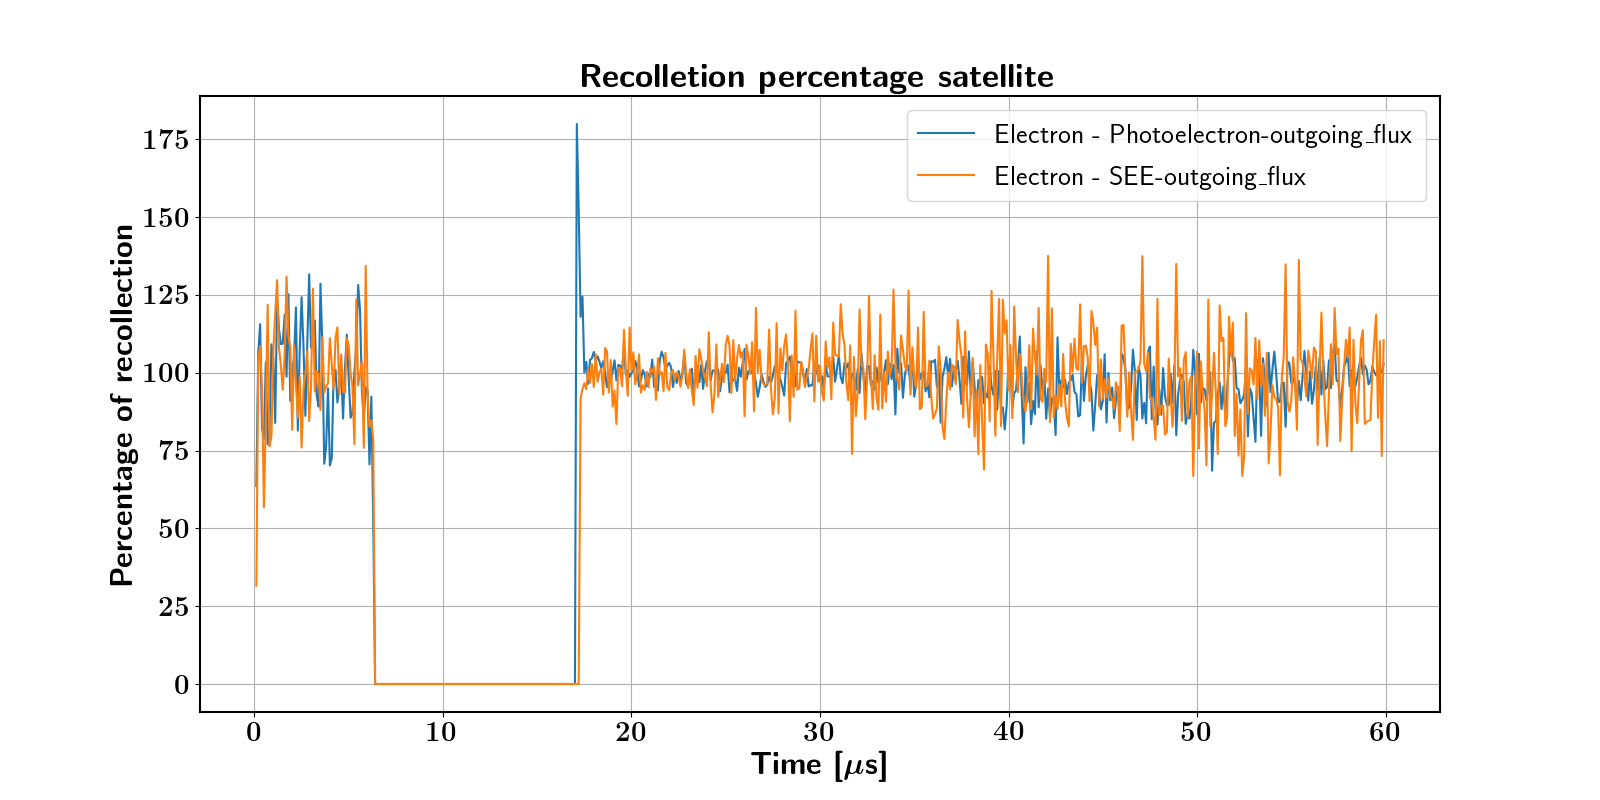 Recolletion percentage satellite
Electron - Photoelectron-outgoing_flux
Electron - SEE-outgoing_flux
Percentage of recollection
175
150
125
100
75
50
25
0
0 10 20 30 40 50 60
Time [μs]